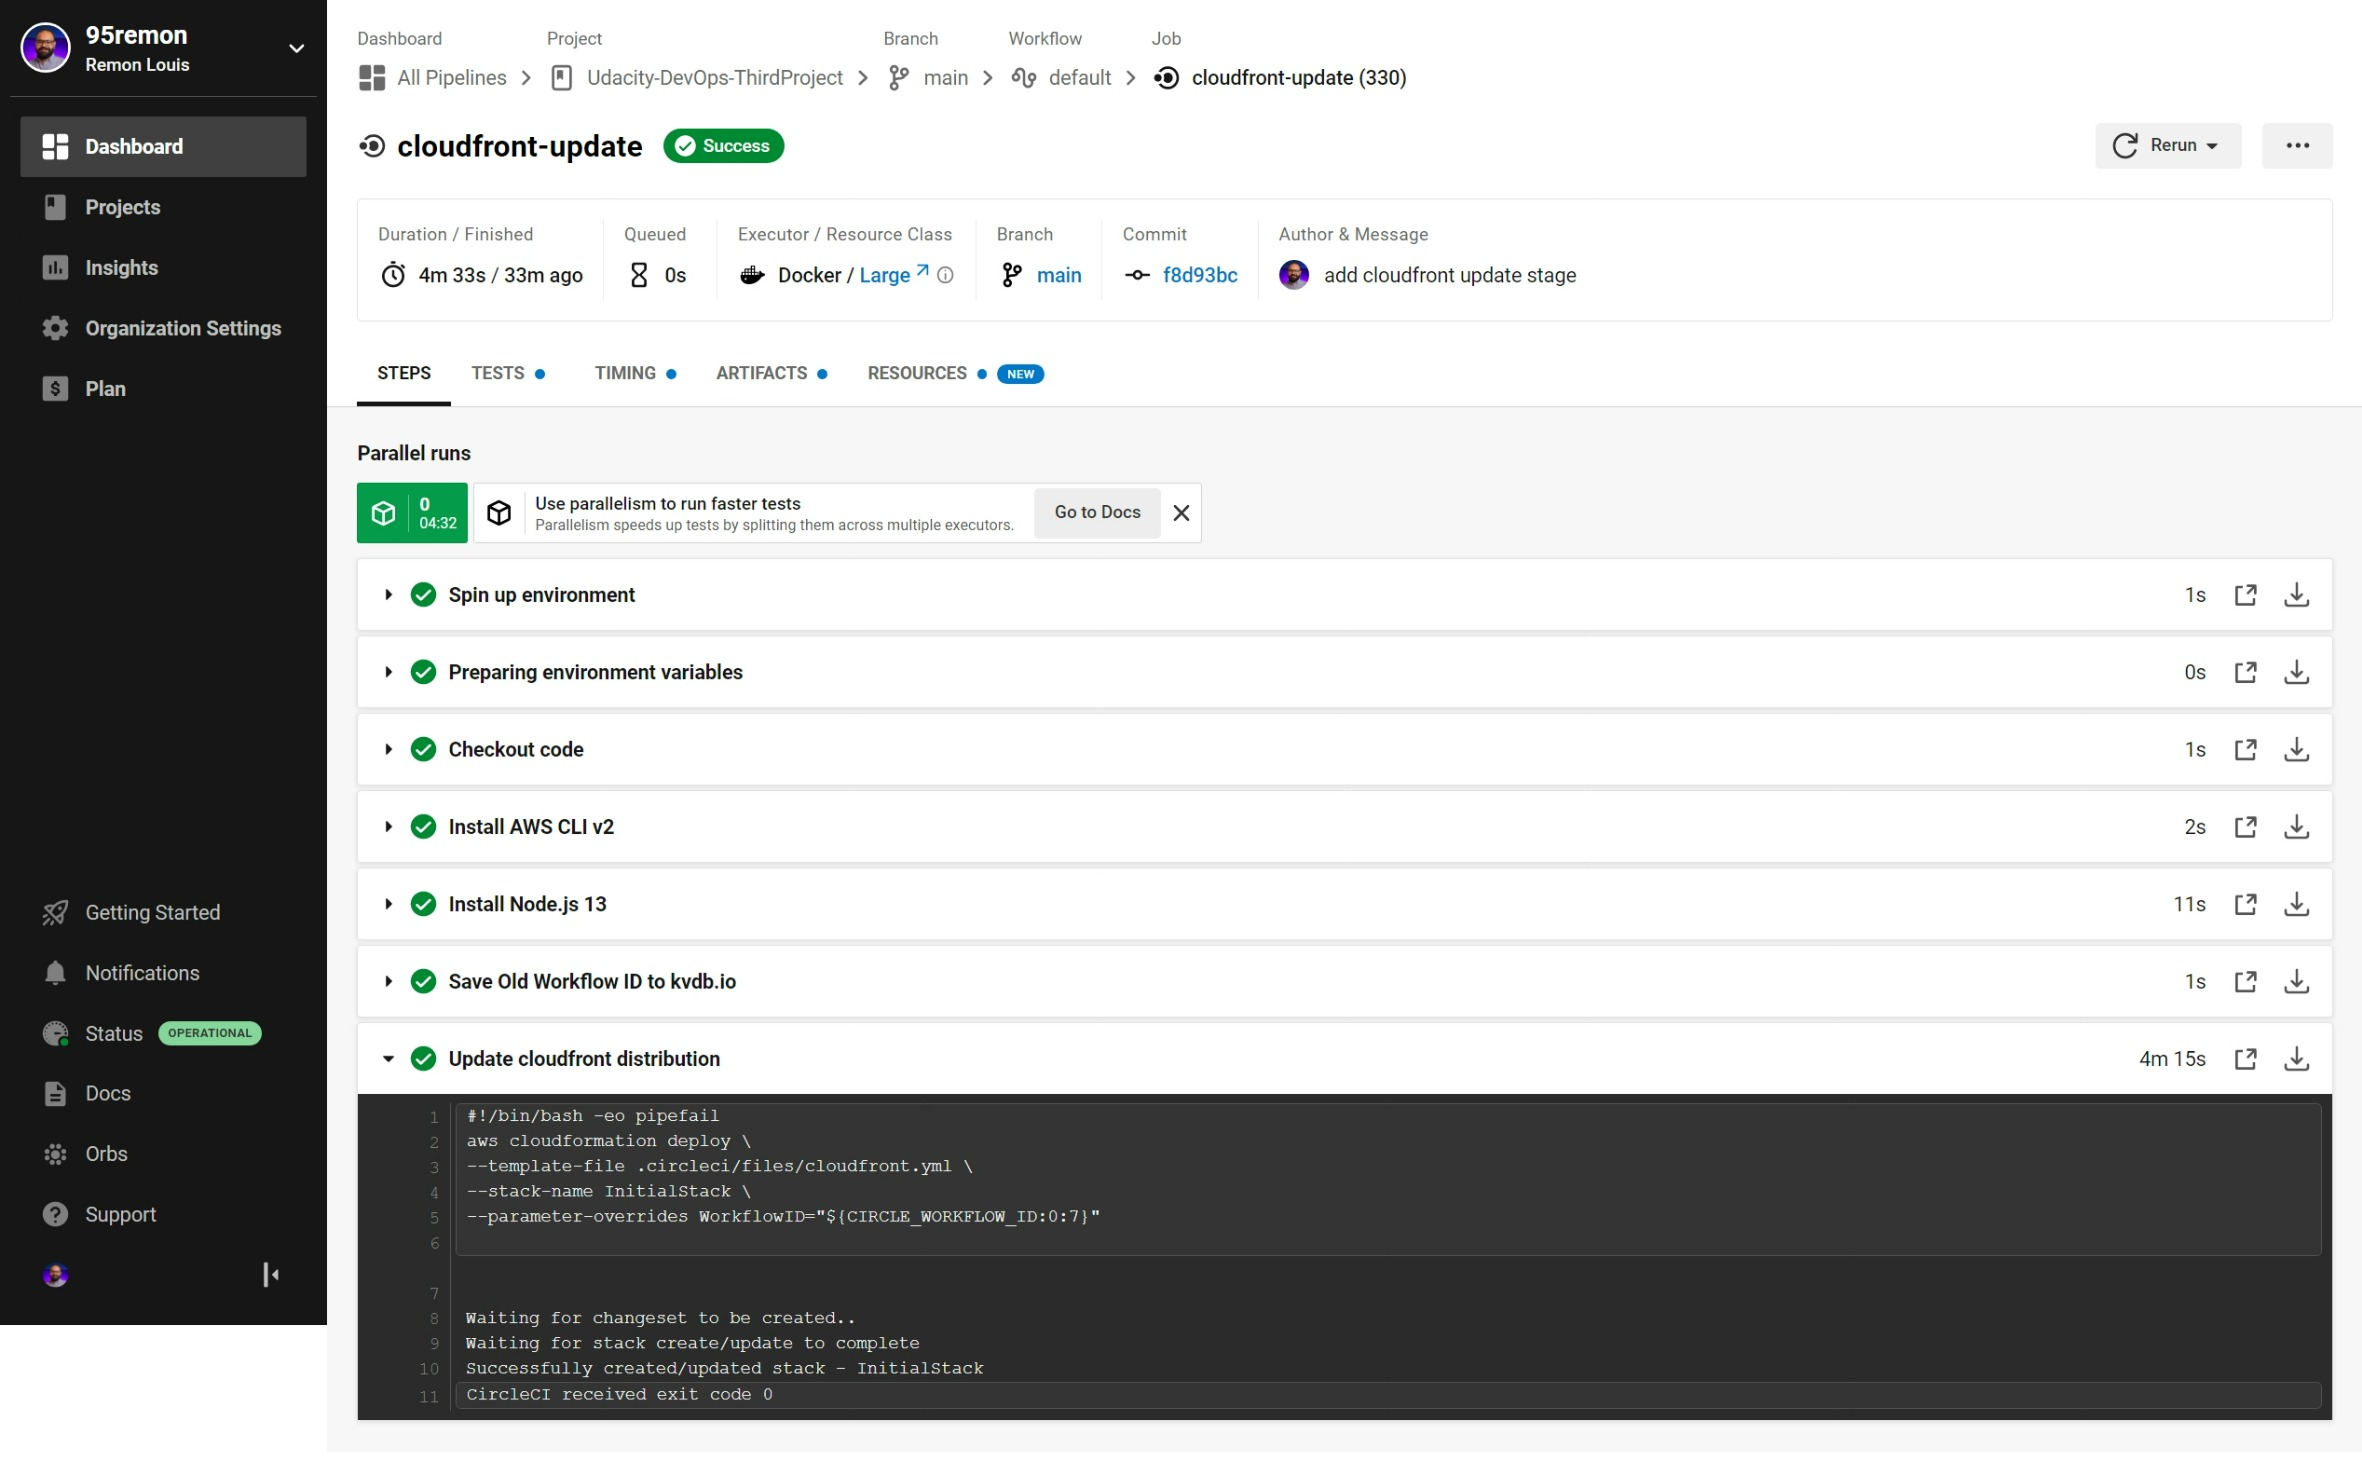 95remon
Remon Louis
Dashboard
Projects
Insights
Organization Settings
$ Plan
Getting Started
Notifications
Status OPERATIONAL
Docs
Orbs
? Support
Dashboard Project Branch Workflow Job
All Pipelines > Udacity-DevOps-ThirdProject > main > default > cloudfront-update (330)
cloudfront-update Success Rerun ...
Duration / Finished Queued Executor / Resource Class Branch Commit Author & Message
4m 33s / 33m ago 0s Docker / Large main f8d93bc add cloudfront update stage
STEPS TESTS TIMING ARTIFACTS RESOURCES NEW
Parallel runs
0
04:32
Use parallelism to run faster tests
Parallelism speeds up tests by splitting them across multiple executors.
Go to Docs
Spin up environment 1s
Preparing environment variables 0s
Checkout code 1s
Install AWS CLI v2 2s
Install Node.js 13 11s
Save Old Workflow ID to kvdb.io 1s
Update cloudfront distribution 4m 15s
1 #!/bin/bash -eo pipefail
2 aws cloudformation deploy \
3 --template-file .circleci/files/cloudfront.yml \
4 --stack-name InitialStack \
5 --parameter-overrides WorkflowID="${CIRCLE_WORKFLOW_ID:0:7}"
6
7
8 Waiting for changeset to be created..
9 Waiting for stack create/update to complete
10 Successfully created/updated stack - InitialStack
11 CircleCI received exit code 0